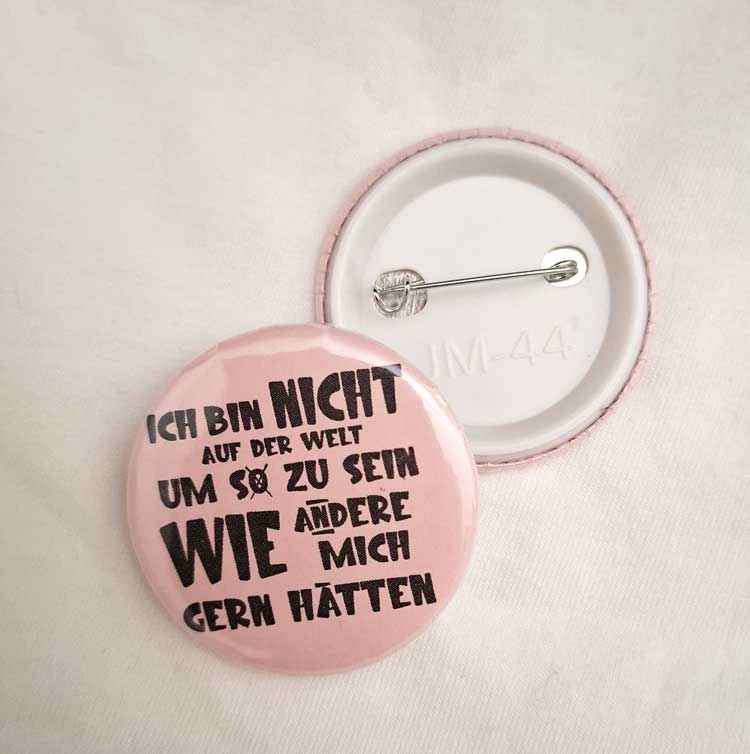 ICH BIN NICHT
AUF DER WELT
UM SO ZU SEIN
WIE ANDERE
MICH
GERN HÄTTEN
JM-44